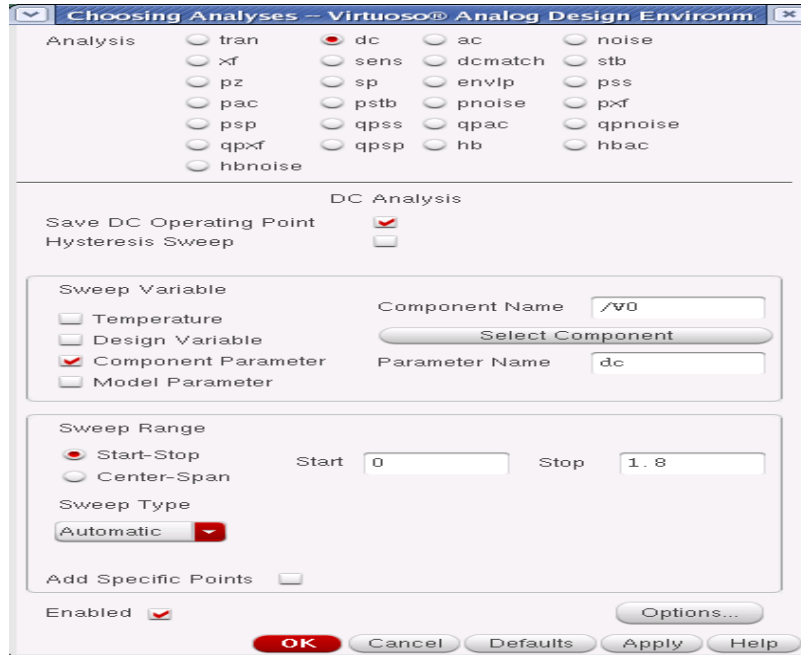 Choosing Analyses -- Virtuoso® Analog Design Environm
Analysis tran dc ac noise
xf sens dcmatch stb
pz sp envlp pss
pac pstb pnoise pxf
psp qpss qpac qpnoise
qpxf qpsp hb hbac
hbnoise
DC Analysis
Save DC Operating Point
Hysteresis Sweep
Sweep Variable
Temperature
Design Variable
Component Parameter
Model Parameter
Component Name /V0
Select Component
Parameter Name dc
Sweep Range
Start-Stop
Center-Span
Start 0 Stop 1.8
Sweep Type
Automatic
Add Specific Points
Enabled Options...
OK Cancel Defaults Apply Help